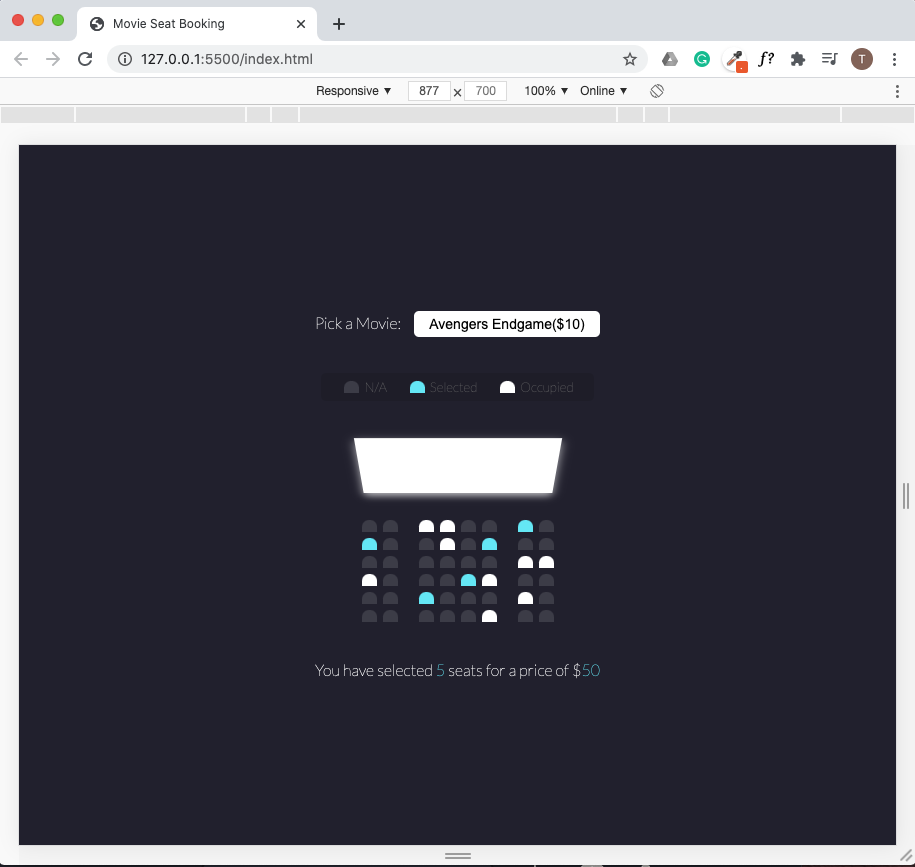 Movie Seat Booking
127.0.0.1:5500/index.html
G
f?
T
Responsive ▼ 877 x 700 100% ▼ Online ▼
Pick a Movie: Avengers Endgame($10)
N/A Selected Occupied
You have selected 5 seats for a price of $50